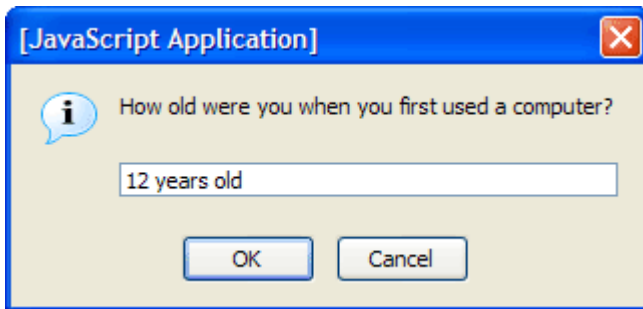 [JavaScript Application]
How old were you when you first used a computer?
12 years old
OK
Cancel